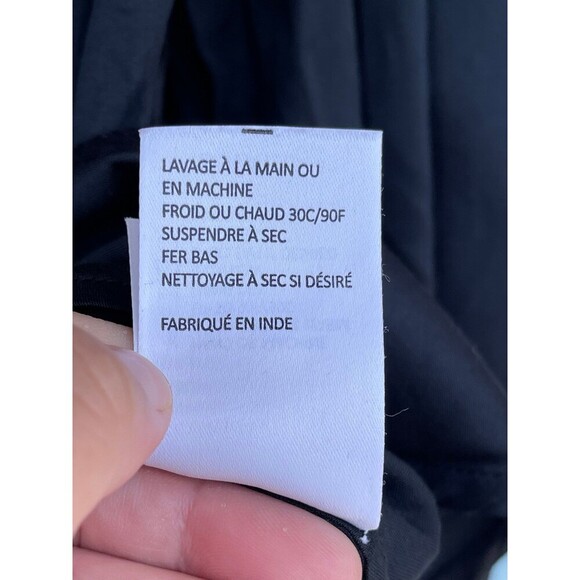 LAVAGE À LA MAIN OU
EN MACHINE
FROID OU CHAUD 30C/90F
SUSPENDRE À SEC
FER BAS
NETTOYAGE À SEC SI DÉSIRÉ
FABRIQUÉ EN INDE